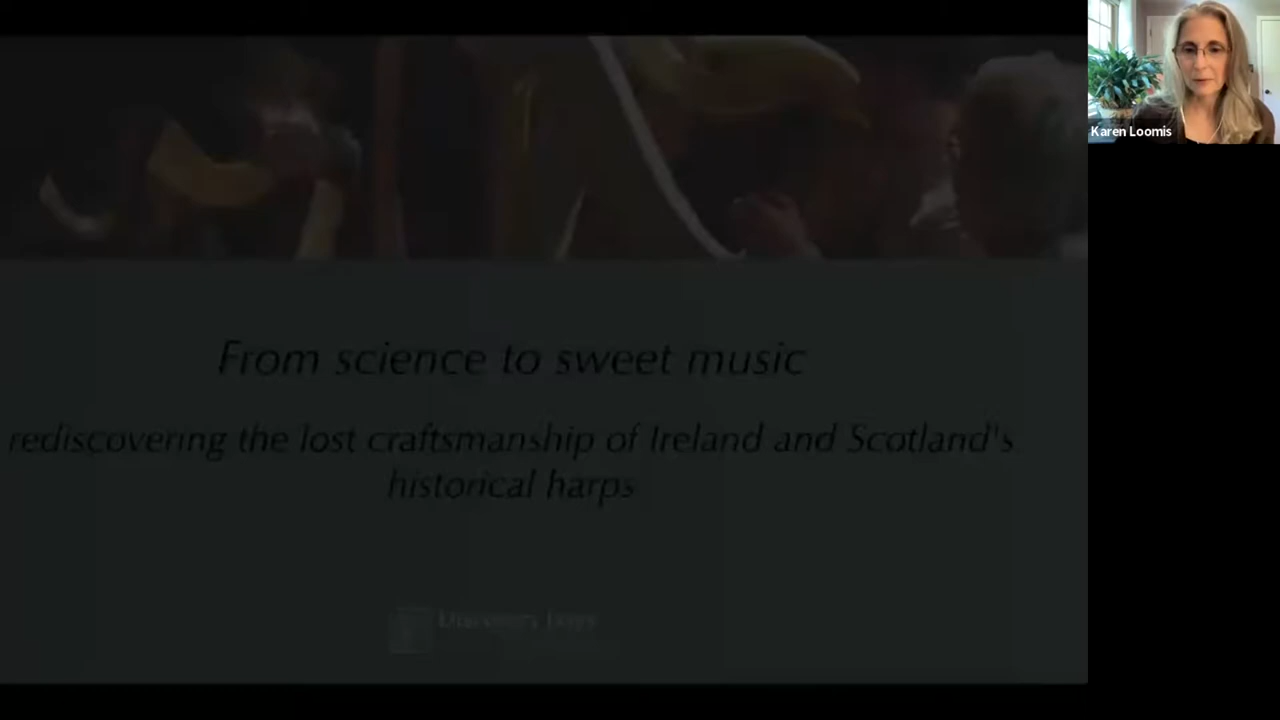 Karen Loomis
From science to sweet music
rediscovering the lost craftsmanship of Ireland and Scotland's
historical harps